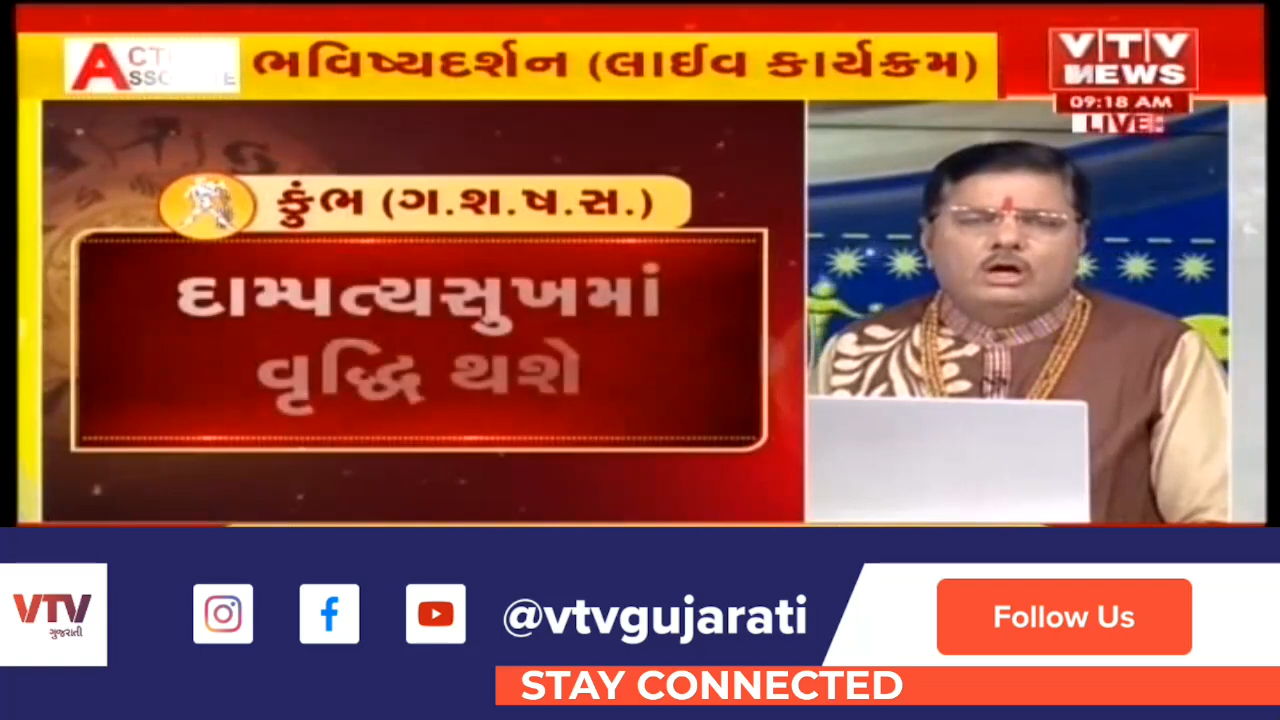 ભવિષ્યદર્શન (લાઈવ કાર્યક્રમ)
VTV
NEWS
09:18 AM
LIVE
કુંભ (ગ.શ.ષ.સ.)
દામ્પત્યસુખમાં
વૃદ્ધિ થશે
VTV
ગુજરાતી
@vtvgujarati
Follow Us
STAY CONNECTED